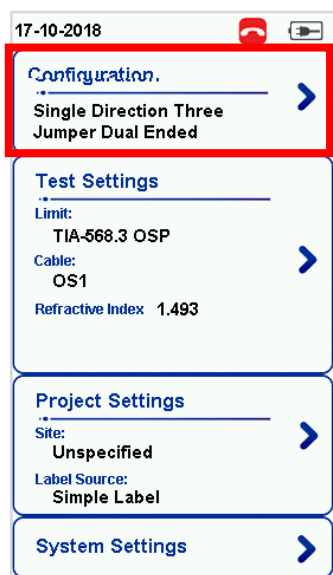 17-10-2018
Configuration.
Single Direction Three
Jumper Dual Ended
Test Settings
Limit:
TIA-568.3 OSP
Cable:
OS1
Refractive Index 1.493
Project Settings
Site:
Unspecified
Label Source:
Simple Label
System Settings